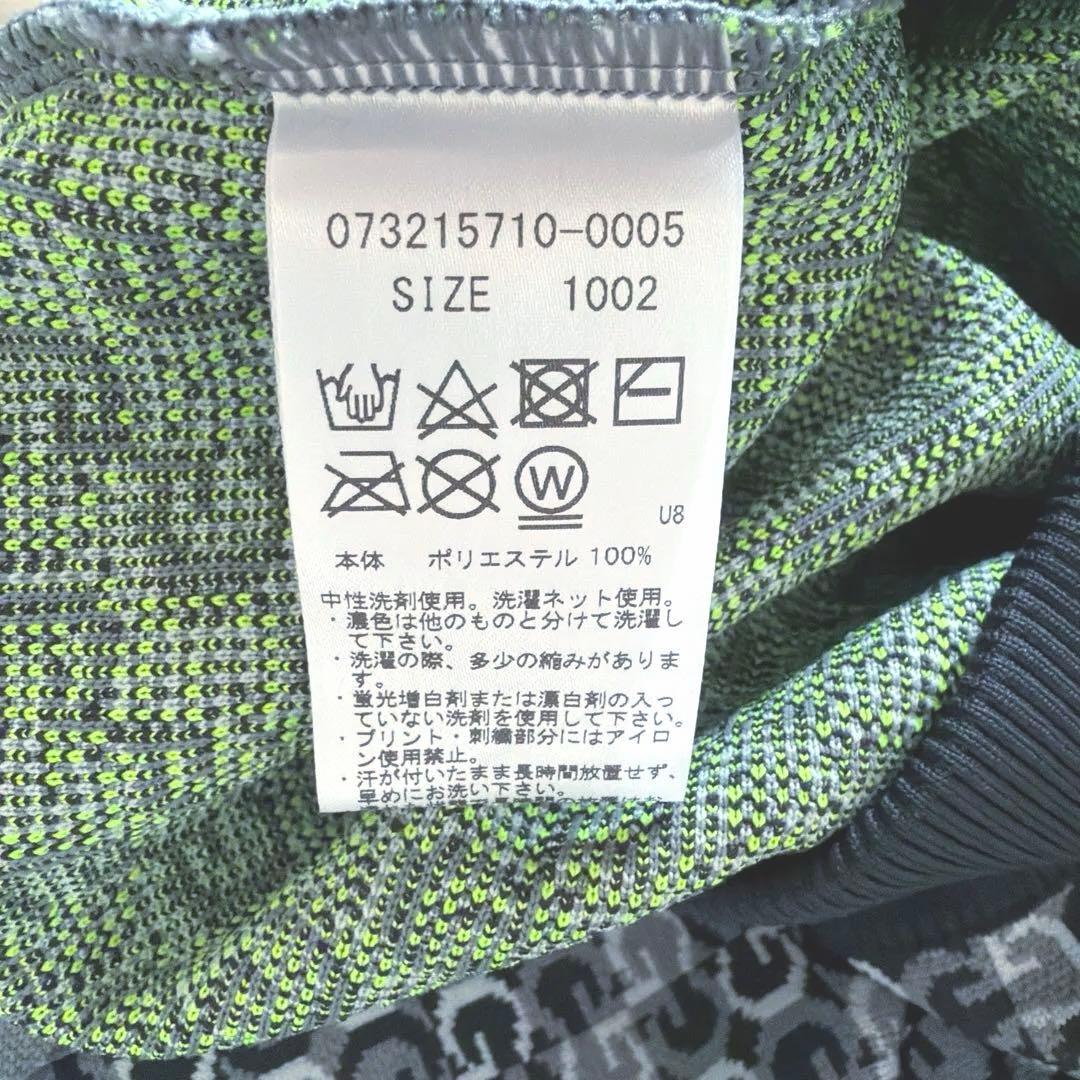 073215710-0005
SIZE 1002
W
U8
本体 ポリエステル 100%
中性洗剤使用。洗濯ネット使用。
・濃色は他のものと分けて洗濯し
て下さい。
・洗濯の際、多少の縮みがありま
す。
・蛍光増白剤または漂白剤の入っ
ていない洗剤を使用して下さい。
・プリント・刺繍部分にはアイロ
ン使用禁止。
・汗が付いたまま長時間放置せず、
早めにお洗い下さい。